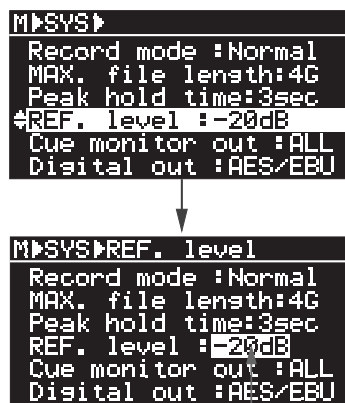 M▶SYS▶
Record mode :Normal
MAX. file length:4G
Peak hold time:3sec
REF. level :-20dB
Cue monitor out :ALL
Digital out :AES/EBU
M▶SYS▶REF. level
Record mode :Normal
MAX. file length:4G
Peak hold time:3sec
REF. level :-20dB
Cue monitor out :ALL
Digital out :AES/EBU